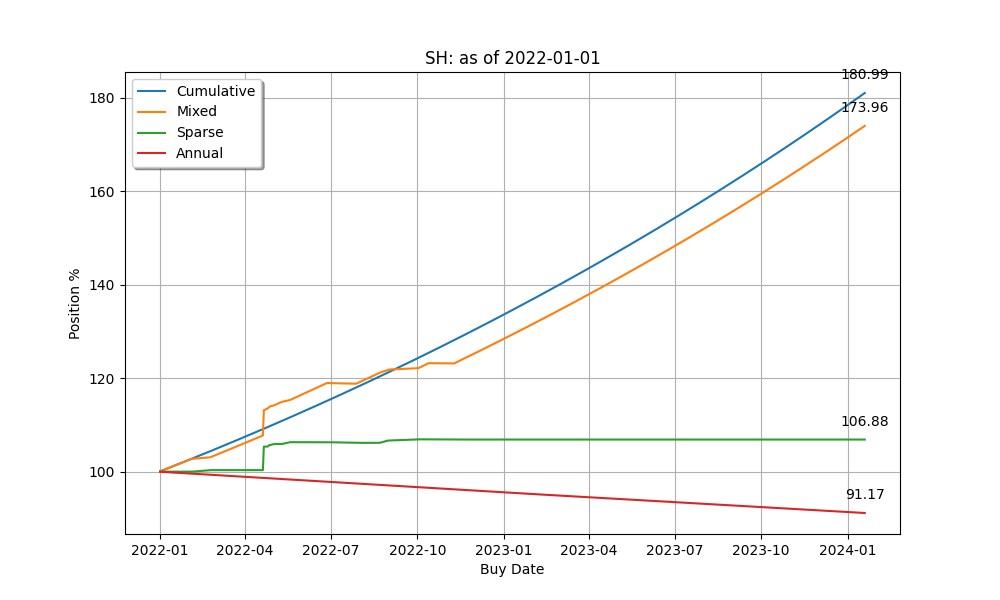 SH: as of 2022-01-01
180.99
173.96
106.88
91.17
Cumulative
Mixed
Sparse
Annual
Position %
180
160
140
120
100
2022-01
2022-04
2022-07
2022-10
2023-01
2023-04
2023-07
2023-10
2024-01
Buy Date